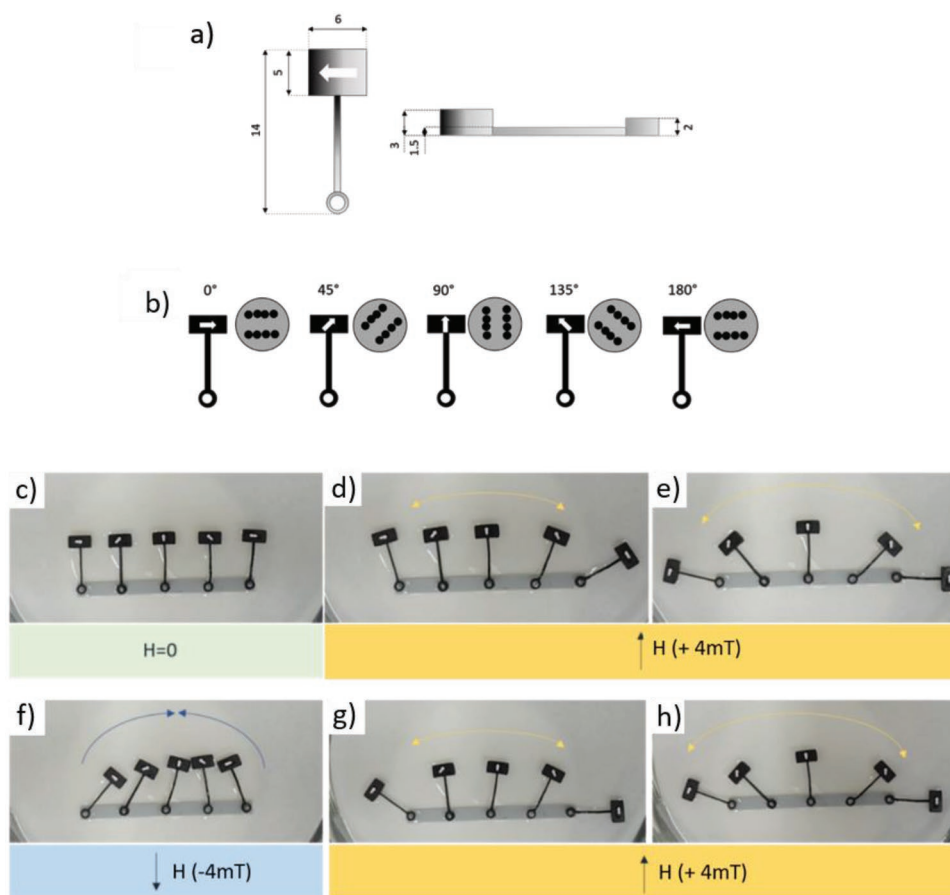 a)
6
5
14
3
1.5
2
b)
0°
45°
90°
135°
180°
c)
d)
e)
H=0
H (+ 4mT)
f)
g)
h)
H (-4mT)
H (+ 4mT)